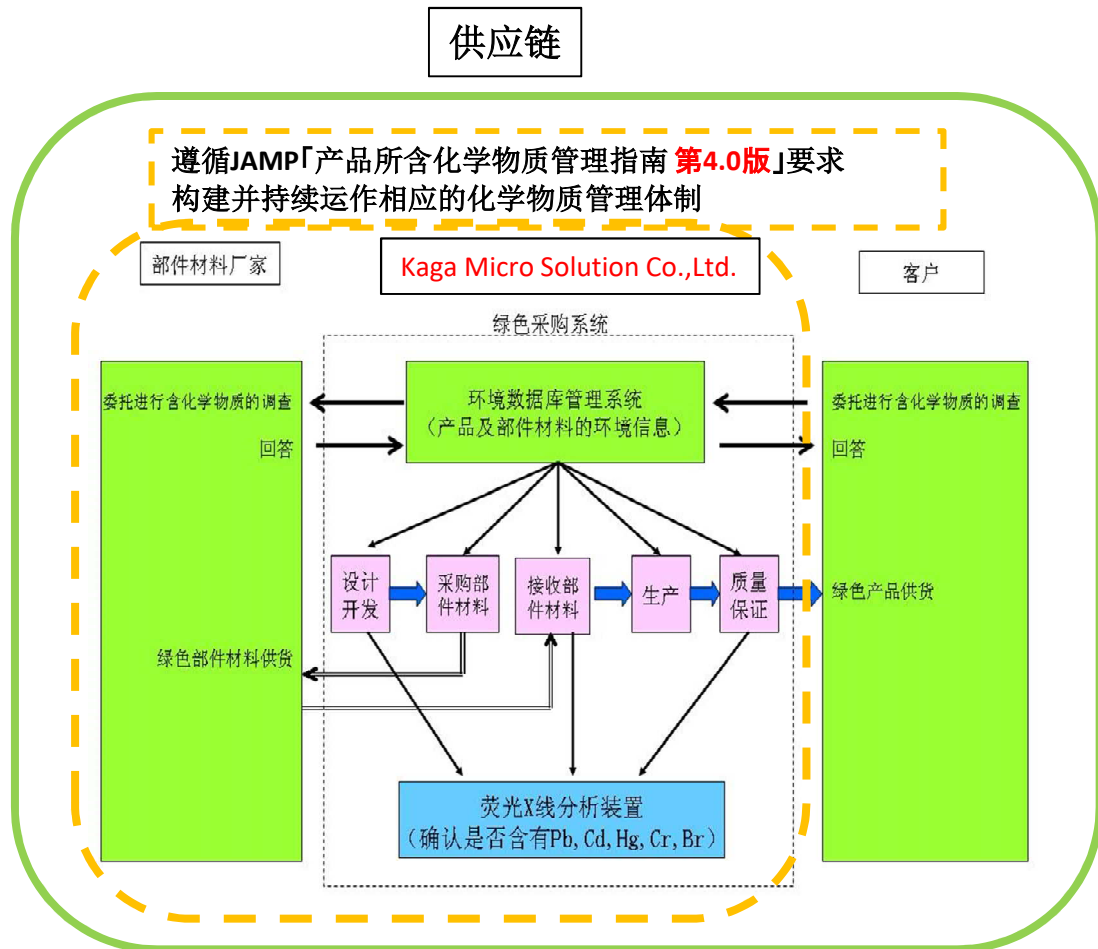 供应链
遵循JAMP「产品所含化学物质管理指南 第4.0版」要求
构建并持续运作相应的化学物质管理体制
部件材料厂家
Kaga Micro Solution Co.,Ltd.
客户
绿色采购系统
委托进行含化学物质的调查
回答
环境数据库管理系统
（产品及部件材料的环境信息）
委托进行含化学物质的调查
回答
设计
开发
采购部
件材料
接收部
件材料
生产
质量
保证
绿色产品供货
绿色部件材料供货
荧光X线分析装置
（确认是否含有Pb, Cd, Hg, Cr, Br）